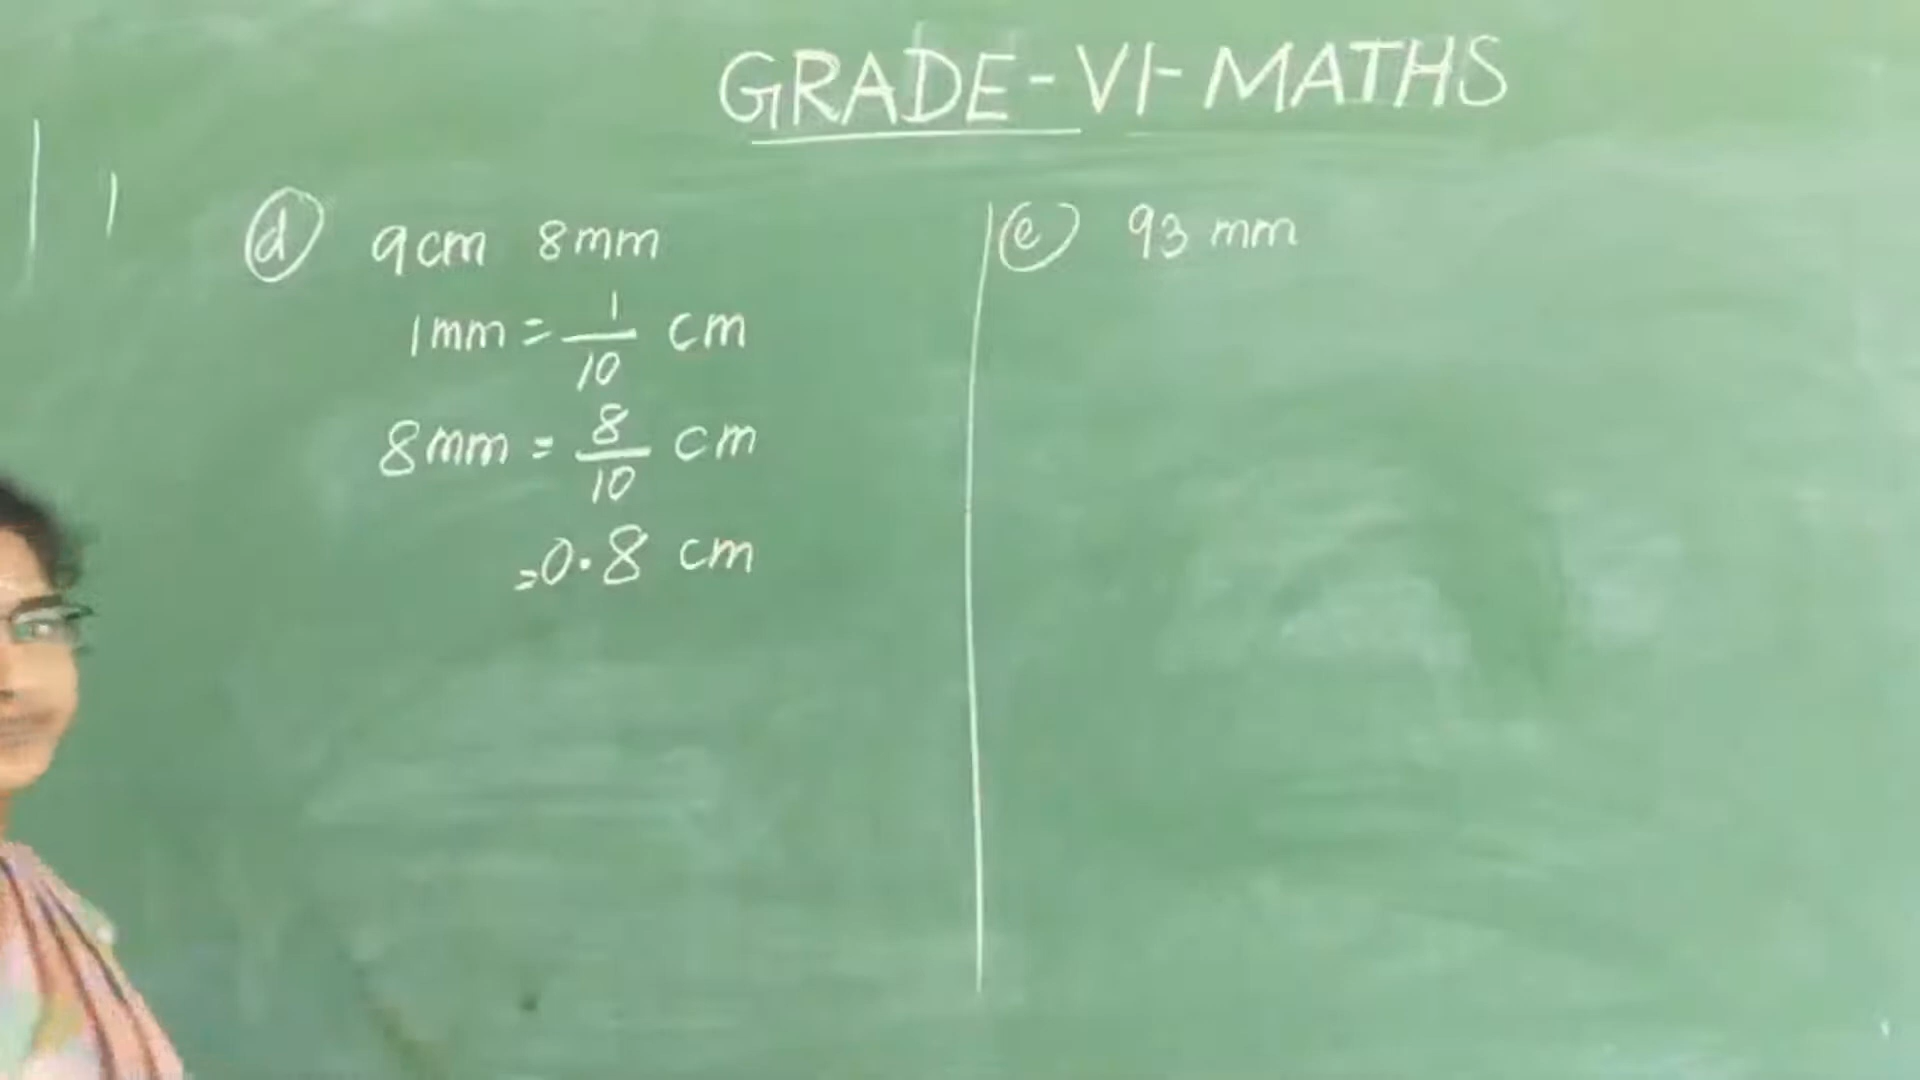 GRADE-VI-MATHS
(d) 9cm 8mm
1mm = 1/10 cm
8mm = 8/10 cm
=0.8 cm
(e) 93 mm